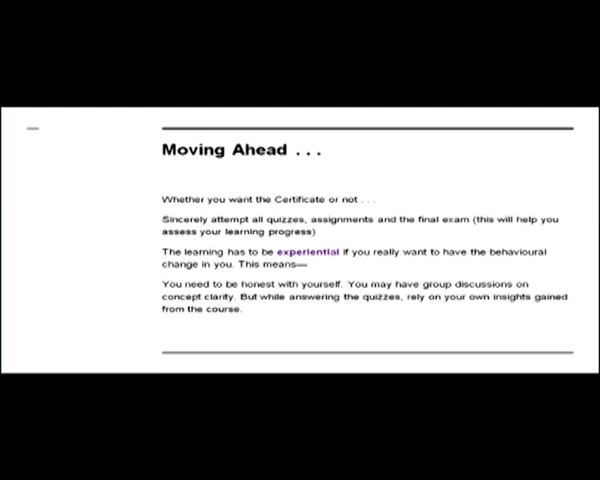 Moving Ahead . . .
Whether you want the Certificate or not . . .
Sincerely attempt all quizzes, assignments and the final exam (this will help you
assess your learning progress)
The learning has to be experiential if you really want to have the behavioural
change in you. This means—
You need to be honest with yourself. You may have group discussions on
concept clarity. But while answering the quizzes, rely on your own insights gained
from the course.